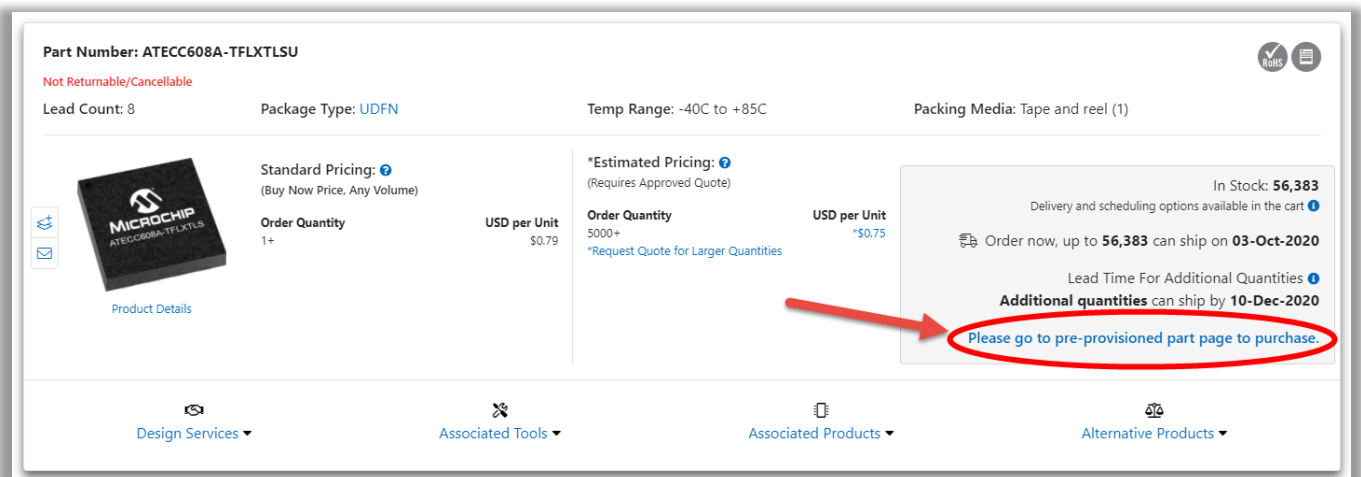 Part Number: ATECC608A-TFLXTLSU
RoHS
Not Returnable/Cancellable
Lead Count: 8
Package Type: UDFN
Temp Range: -40C to +85C
Packing Media: Tape and reel (1)
MICROCHIP
ATECC608A-TFLXTLS
Product Details
Standard Pricing:
(Buy Now Price, Any Volume)
Order Quantity USD per Unit
1+ $0.79
*Estimated Pricing:
(Requires Approved Quote)
Order Quantity USD per Unit
5000+ *$0.75
*Request Quote for Larger Quantities
In Stock: 56,383
Delivery and scheduling options available in the cart
Order now, up to 56,383 can ship on 03-Oct-2020
Lead Time For Additional Quantities
Additional quantities can ship by 10-Dec-2020
Please go to pre-provisioned part page to purchase.
Design Services
Associated Tools
Associated Products
Alternative Products